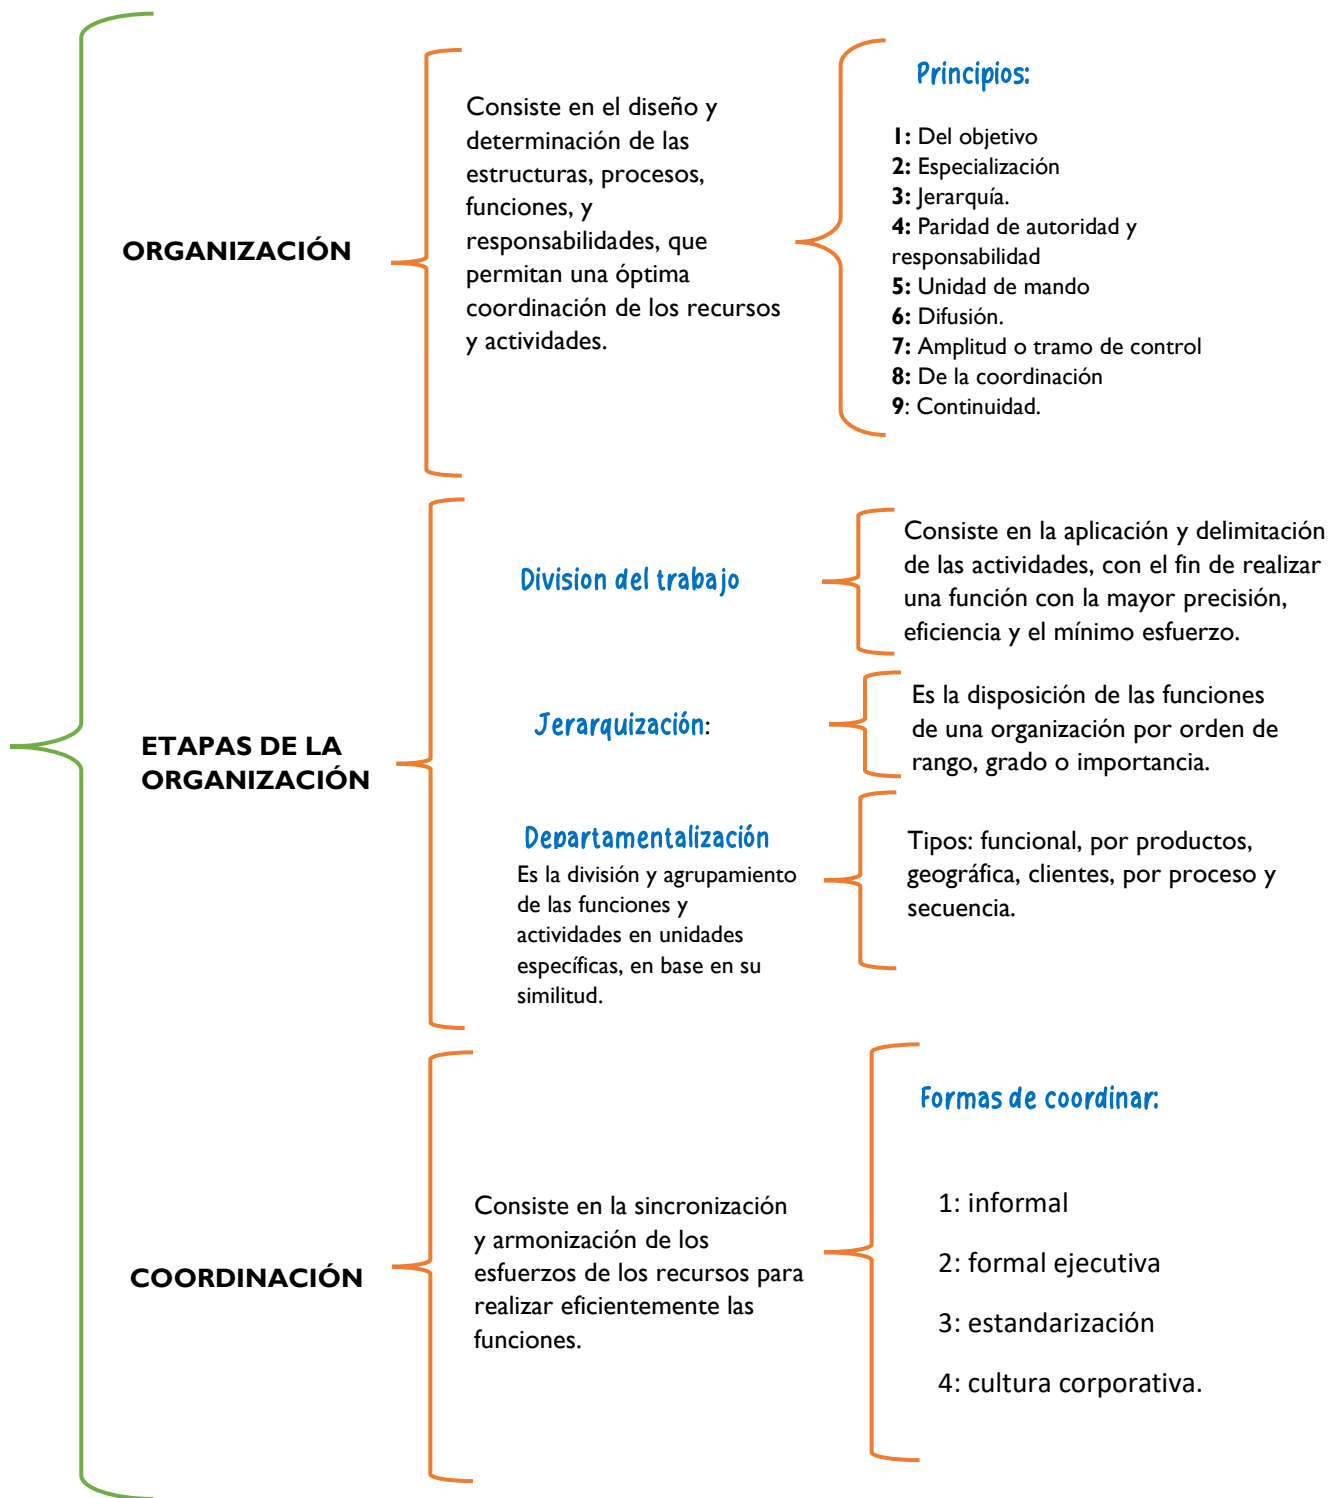 ORGANIZACIÓN
Consiste en el diseño y
determinación de las
estructuras, procesos,
funciones, y
responsabilidades, que
permitan una óptima
coordinación de los recursos
y actividades.
Principios:
1: Del objetivo
2: Especialización
3: Jerarquía.
4: Paridad de autoridad y
responsabilidad
5: Unidad de mando
6: Difusión.
7: Amplitud o tramo de control
8: De la coordinación
9: Continuidad.
ETAPAS DE LA
ORGANIZACIÓN
Division del trabajo
Consiste en la aplicación y delimitación
de las actividades, con el fin de realizar
una función con la mayor precisión,
eficiencia y el mínimo esfuerzo.
Jerarquización:
Es la disposición de las funciones
de una organización por orden de
rango, grado o importancia.
Departamentalización
Es la división y agrupamiento
de las funciones y
actividades en unidades
específicas, en base en su
similitud.
Tipos: funcional, por productos,
geográfica, clientes, por proceso y
secuencia.
COORDINACIÓN
Consiste en la sincronización
y armonización de los
esfuerzos de los recursos para
realizar eficientemente las
funciones.
Formas de coordinar:
1: informal
2: formal ejecutiva
3: estandarización
4: cultura corporativa.